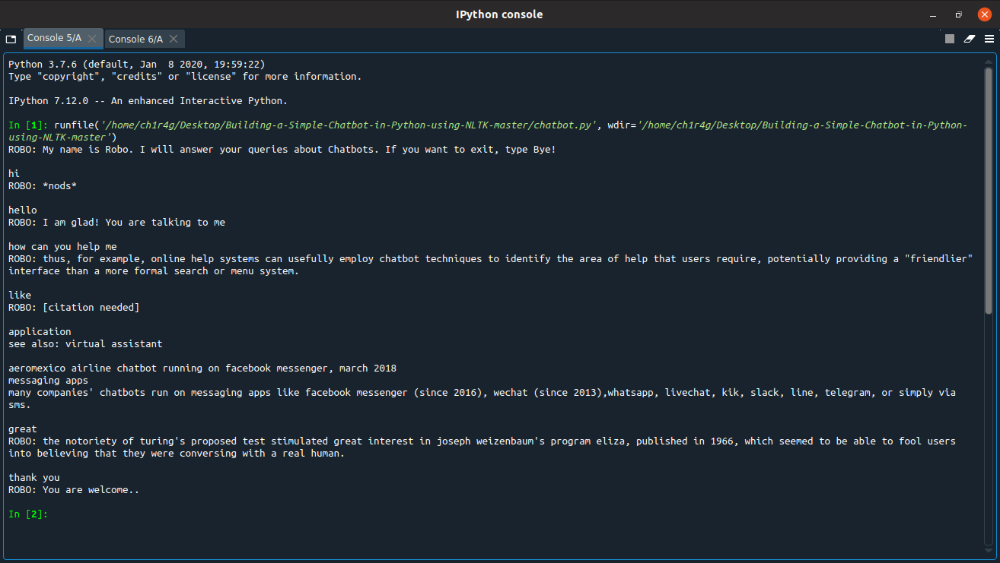 IPython console
Console 5/A
Console 6/A
Python 3.7.6 (default, Jan  8 2020, 19:59:22)
Type "copyright", "credits" or "license" for more information.
IPython 7.12.0 -- An enhanced Interactive Python.
In [1]: runfile('/home/ch1r4g/Desktop/Building-a-Simple-Chatbot-in-Python-using-NLTK-master/chatbot.py', wdir='/home/ch1r4g/Desktop/Building-a-Simple-Chatbot-in-Python-
using-NLTK-master')
ROBO: My name is Robo. I will answer your queries about Chatbots. If you want to exit, type Bye!
hi
ROBO: *nods*
hello
ROBO: I am glad! You are talking to me
how can you help me
ROBO: thus, for example, online help systems can usefully employ chatbot techniques to identify the area of help that users require, potentially providing a "friendlier"
interface than a more formal search or menu system.
like
ROBO: [citation needed]
application
see also: virtual assistant
aeromexico airline chatbot running on facebook messenger, march 2018
messaging apps
many companies' chatbots run on messaging apps like facebook messenger (since 2016), wechat (since 2013),whatsapp, livechat, kik, slack, line, telegram, or simply via
sms.
great
ROBO: the notoriety of turing's proposed test stimulated great interest in joseph weizenbaum's program eliza, published in 1966, which seemed to be able to fool users
into believing that they were conversing with a real human.
thank you
ROBO: You are welcome..
In [2]: